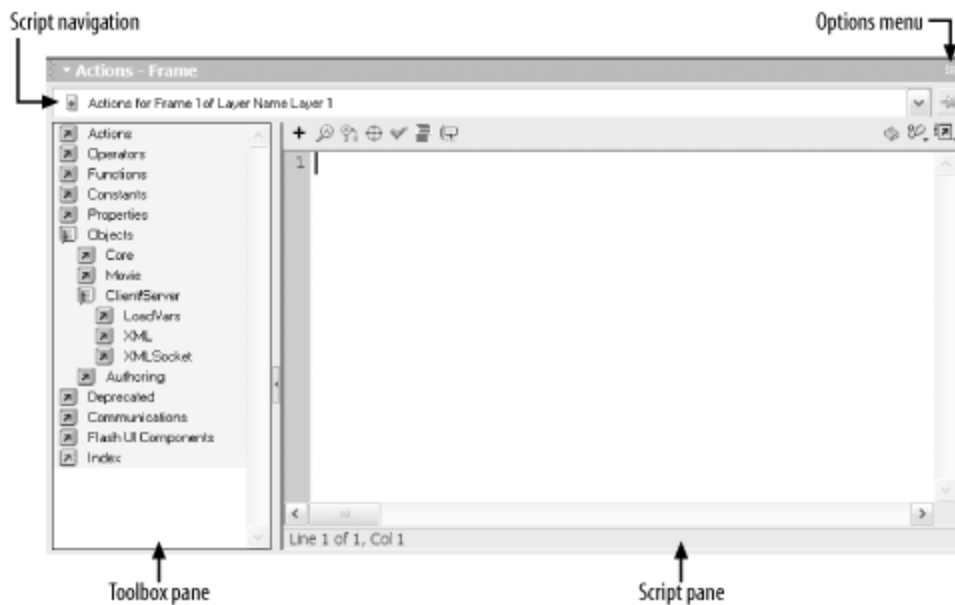 Script navigation
Options menu
Actions - Frame
Actions for Frame 1of Layer Name Layer 1
Actions
Operators
Functions
Constants
Properties
Objects
Core
Movie
Client/Server
LoadVars
XML
XMLSocket
Authoring
Deprecated
Communications
Flash UI Components
Index
1
Line 1 of 1, Col 1
Toolbox pane
Script pane